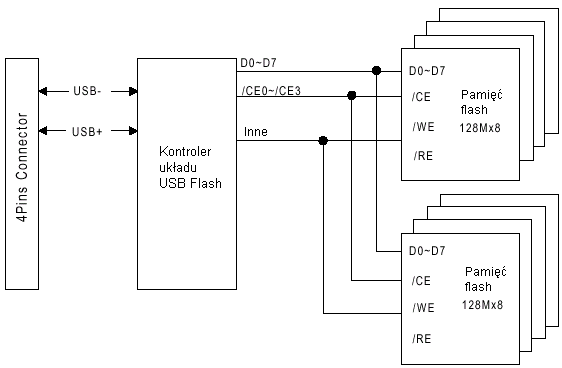 4Pins Connector
USB-
USB+
Kontroler
układu
USB Flash
D0~D7
/CE0~/CE3
Inne
D0~D7
/CE
/WE
/RE
Pamięć
flash
128Mx8
D0~D7
/CE
/WE
/RE
Pamięć
flash
128Mx8